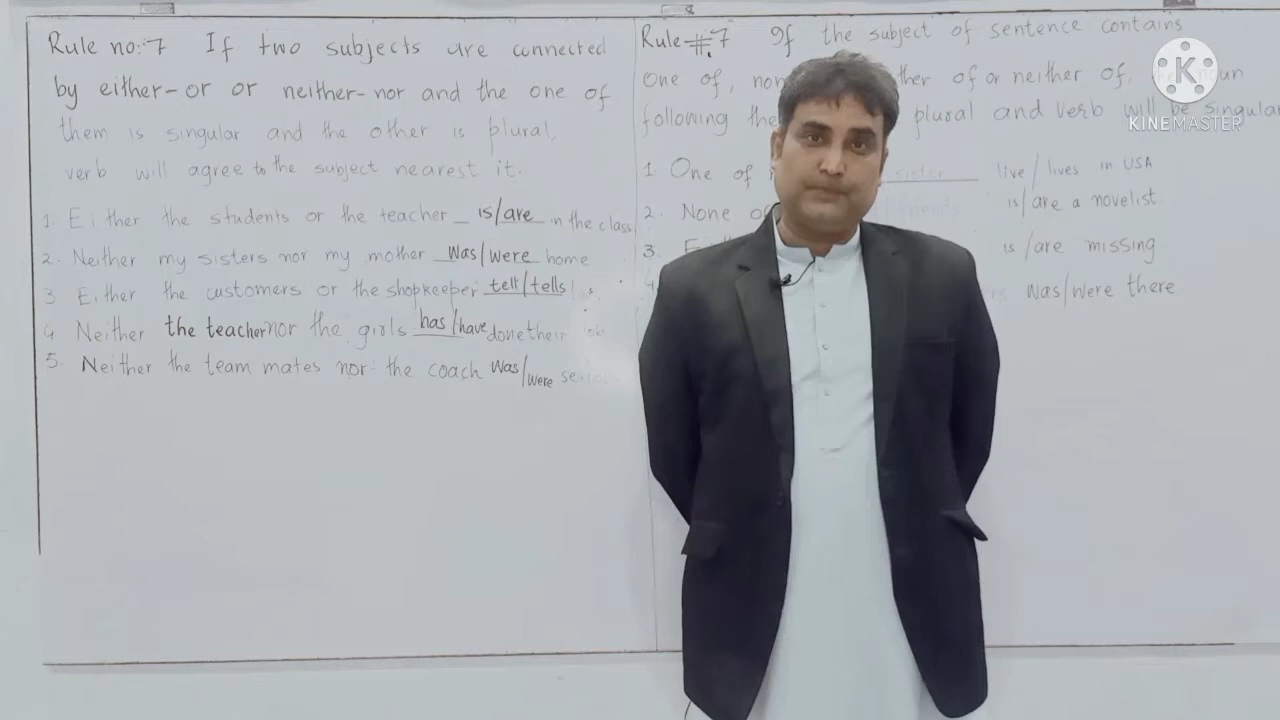 Rule no:7 If two subjects are connected
by either-or or neither-nor and the one of
them is singular and the other is plural,
verb will agree to the subject nearest it.
1. Either the students or the teacher is/are in the class
2. Neither my sisters nor my mother was/were home
3 Either the customers or the shopkeeper tell/tells
4 Neither the teacher nor the girls has/have done their job
5. Neither the team mates nor the coach was/were
Rule-#.7 If the subject of sentence contains
One of, of or neither of, noun
following the plural and verb will be singular
1. One of sister live/lives in USA
2. None of friends is/are a novelist.
3. is/are missing
was/were there
K
KINEMASTER